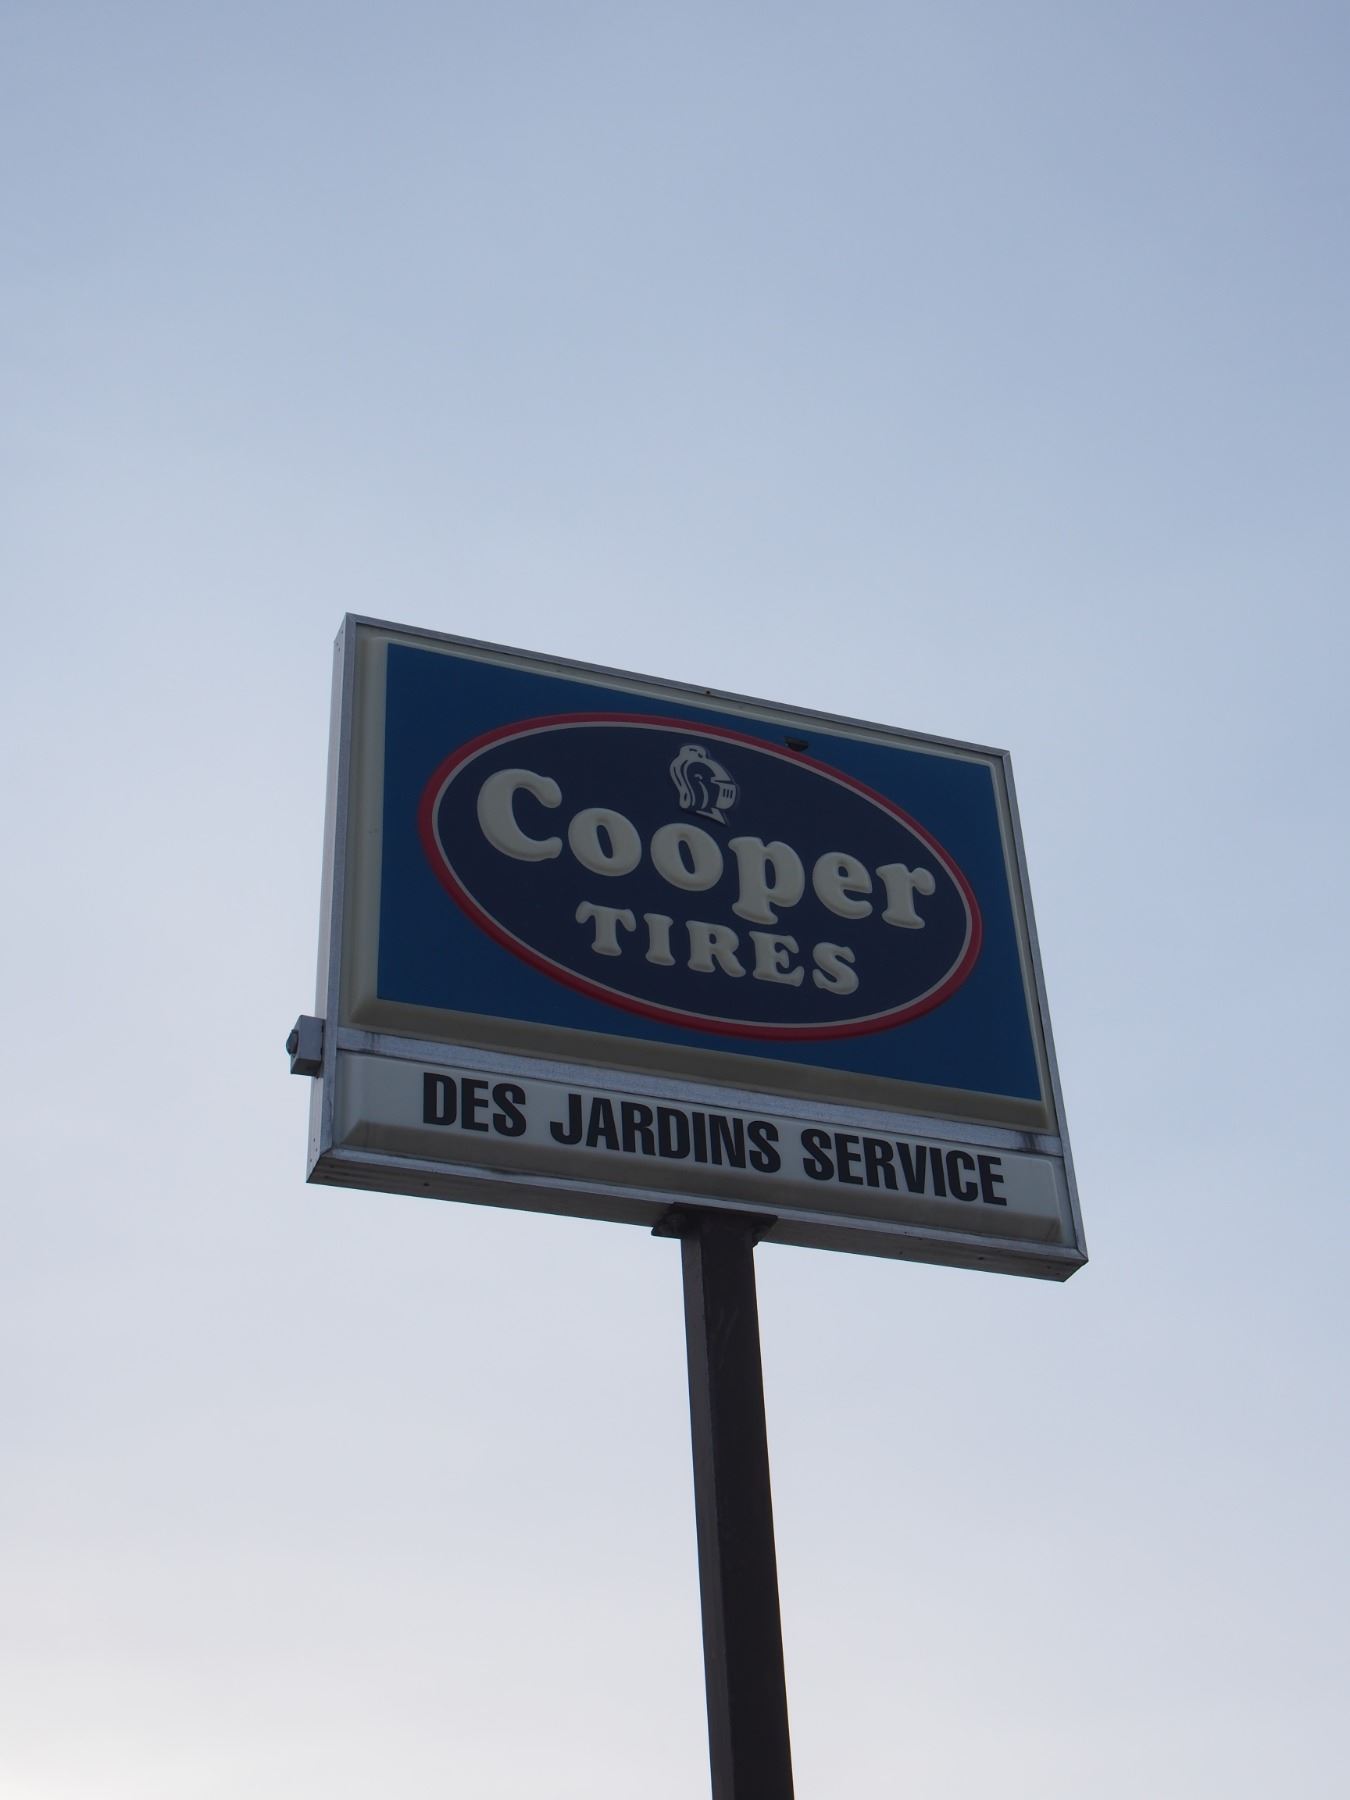 Cooper
TIRES
DES JARDINS SERVICE